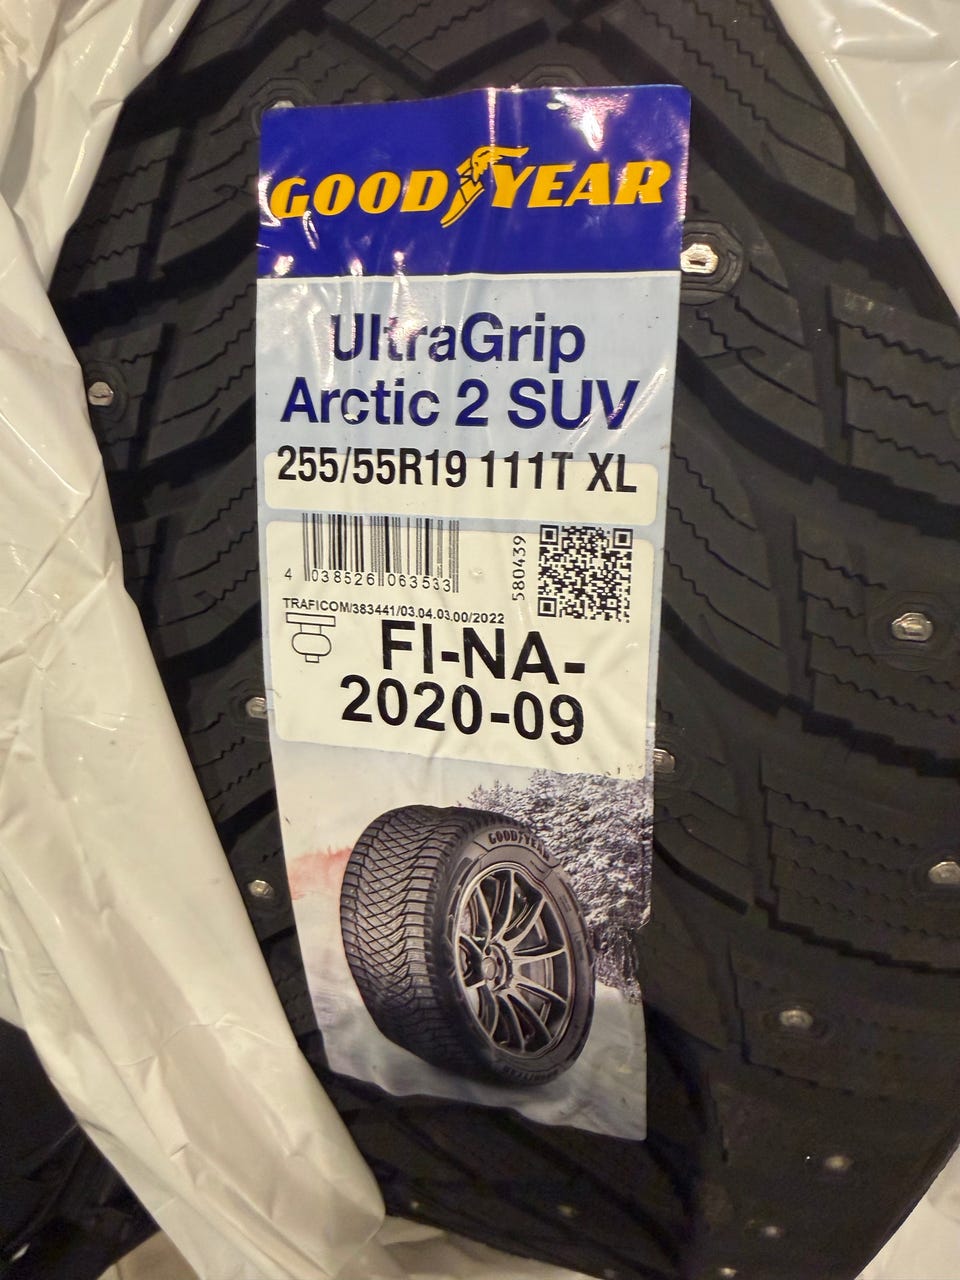 GOODYEAR
UltraGrip
Arctic 2 SUV
255/55R19 111T XL
4 038526 063533
580439
TRAFICOM/383441/03.04.03.00/2022
FI-NA-
2020-09
GOODYEAR